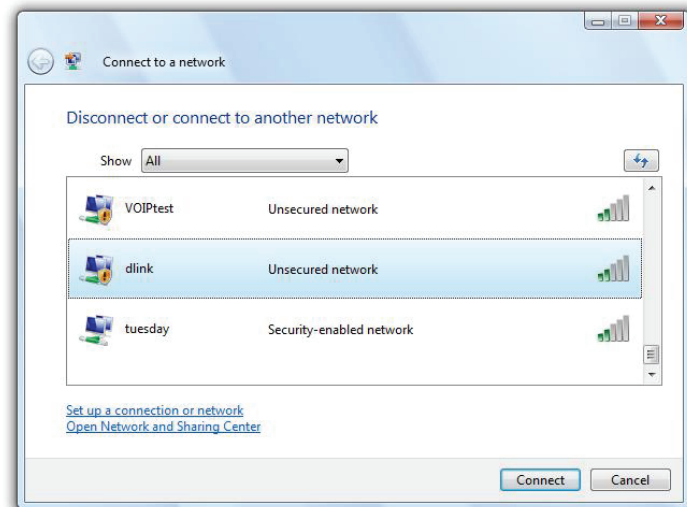 Connect to a network
Disconnect or connect to another network
Show All
VOIPtest Unsecured network
dlink Unsecured network
tuesday Security-enabled network
Set up a connection or network
Open Network and Sharing Center
Connect Cancel